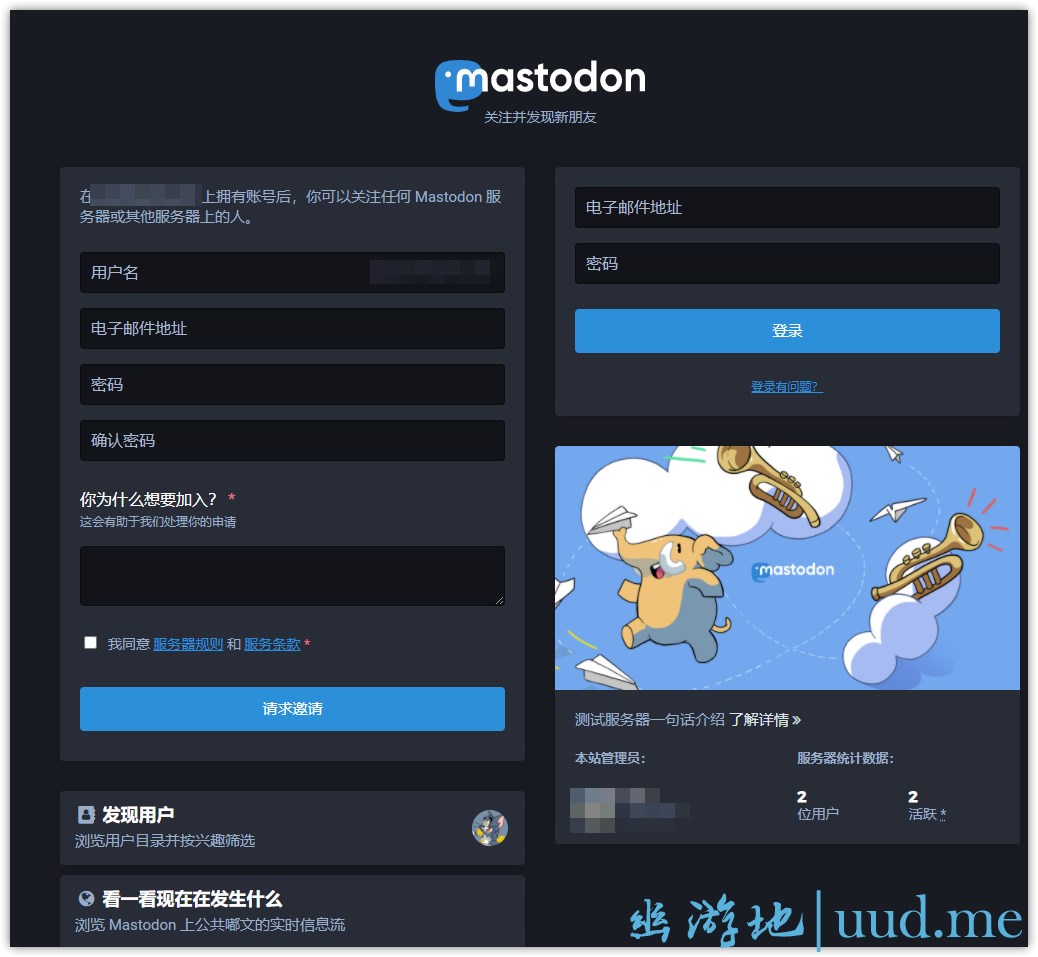 mastodon
关注并发现新朋友
在 上拥有账号后，你可以关注任何 Mastodon 服
务器或其他服务器上的人。
用户名
电子邮件地址
密码
确认密码
你为什么想要加入？ *
这会有助于我们处理你的申请
我同意 服务器规则 和 服务条款 *
请求邀请
发现用户
浏览用户目录并按兴趣筛选
看一看现在在发生什么
浏览 Mastodon 上公共嘟文的实时信息流
电子邮件地址
密码
登录
登录有问题？
mastodon
测试服务器一句话介绍 了解详情 »
本站管理员：
服务器统计数据：
2
位用户
2
活跃 *
幽游地|uud.me